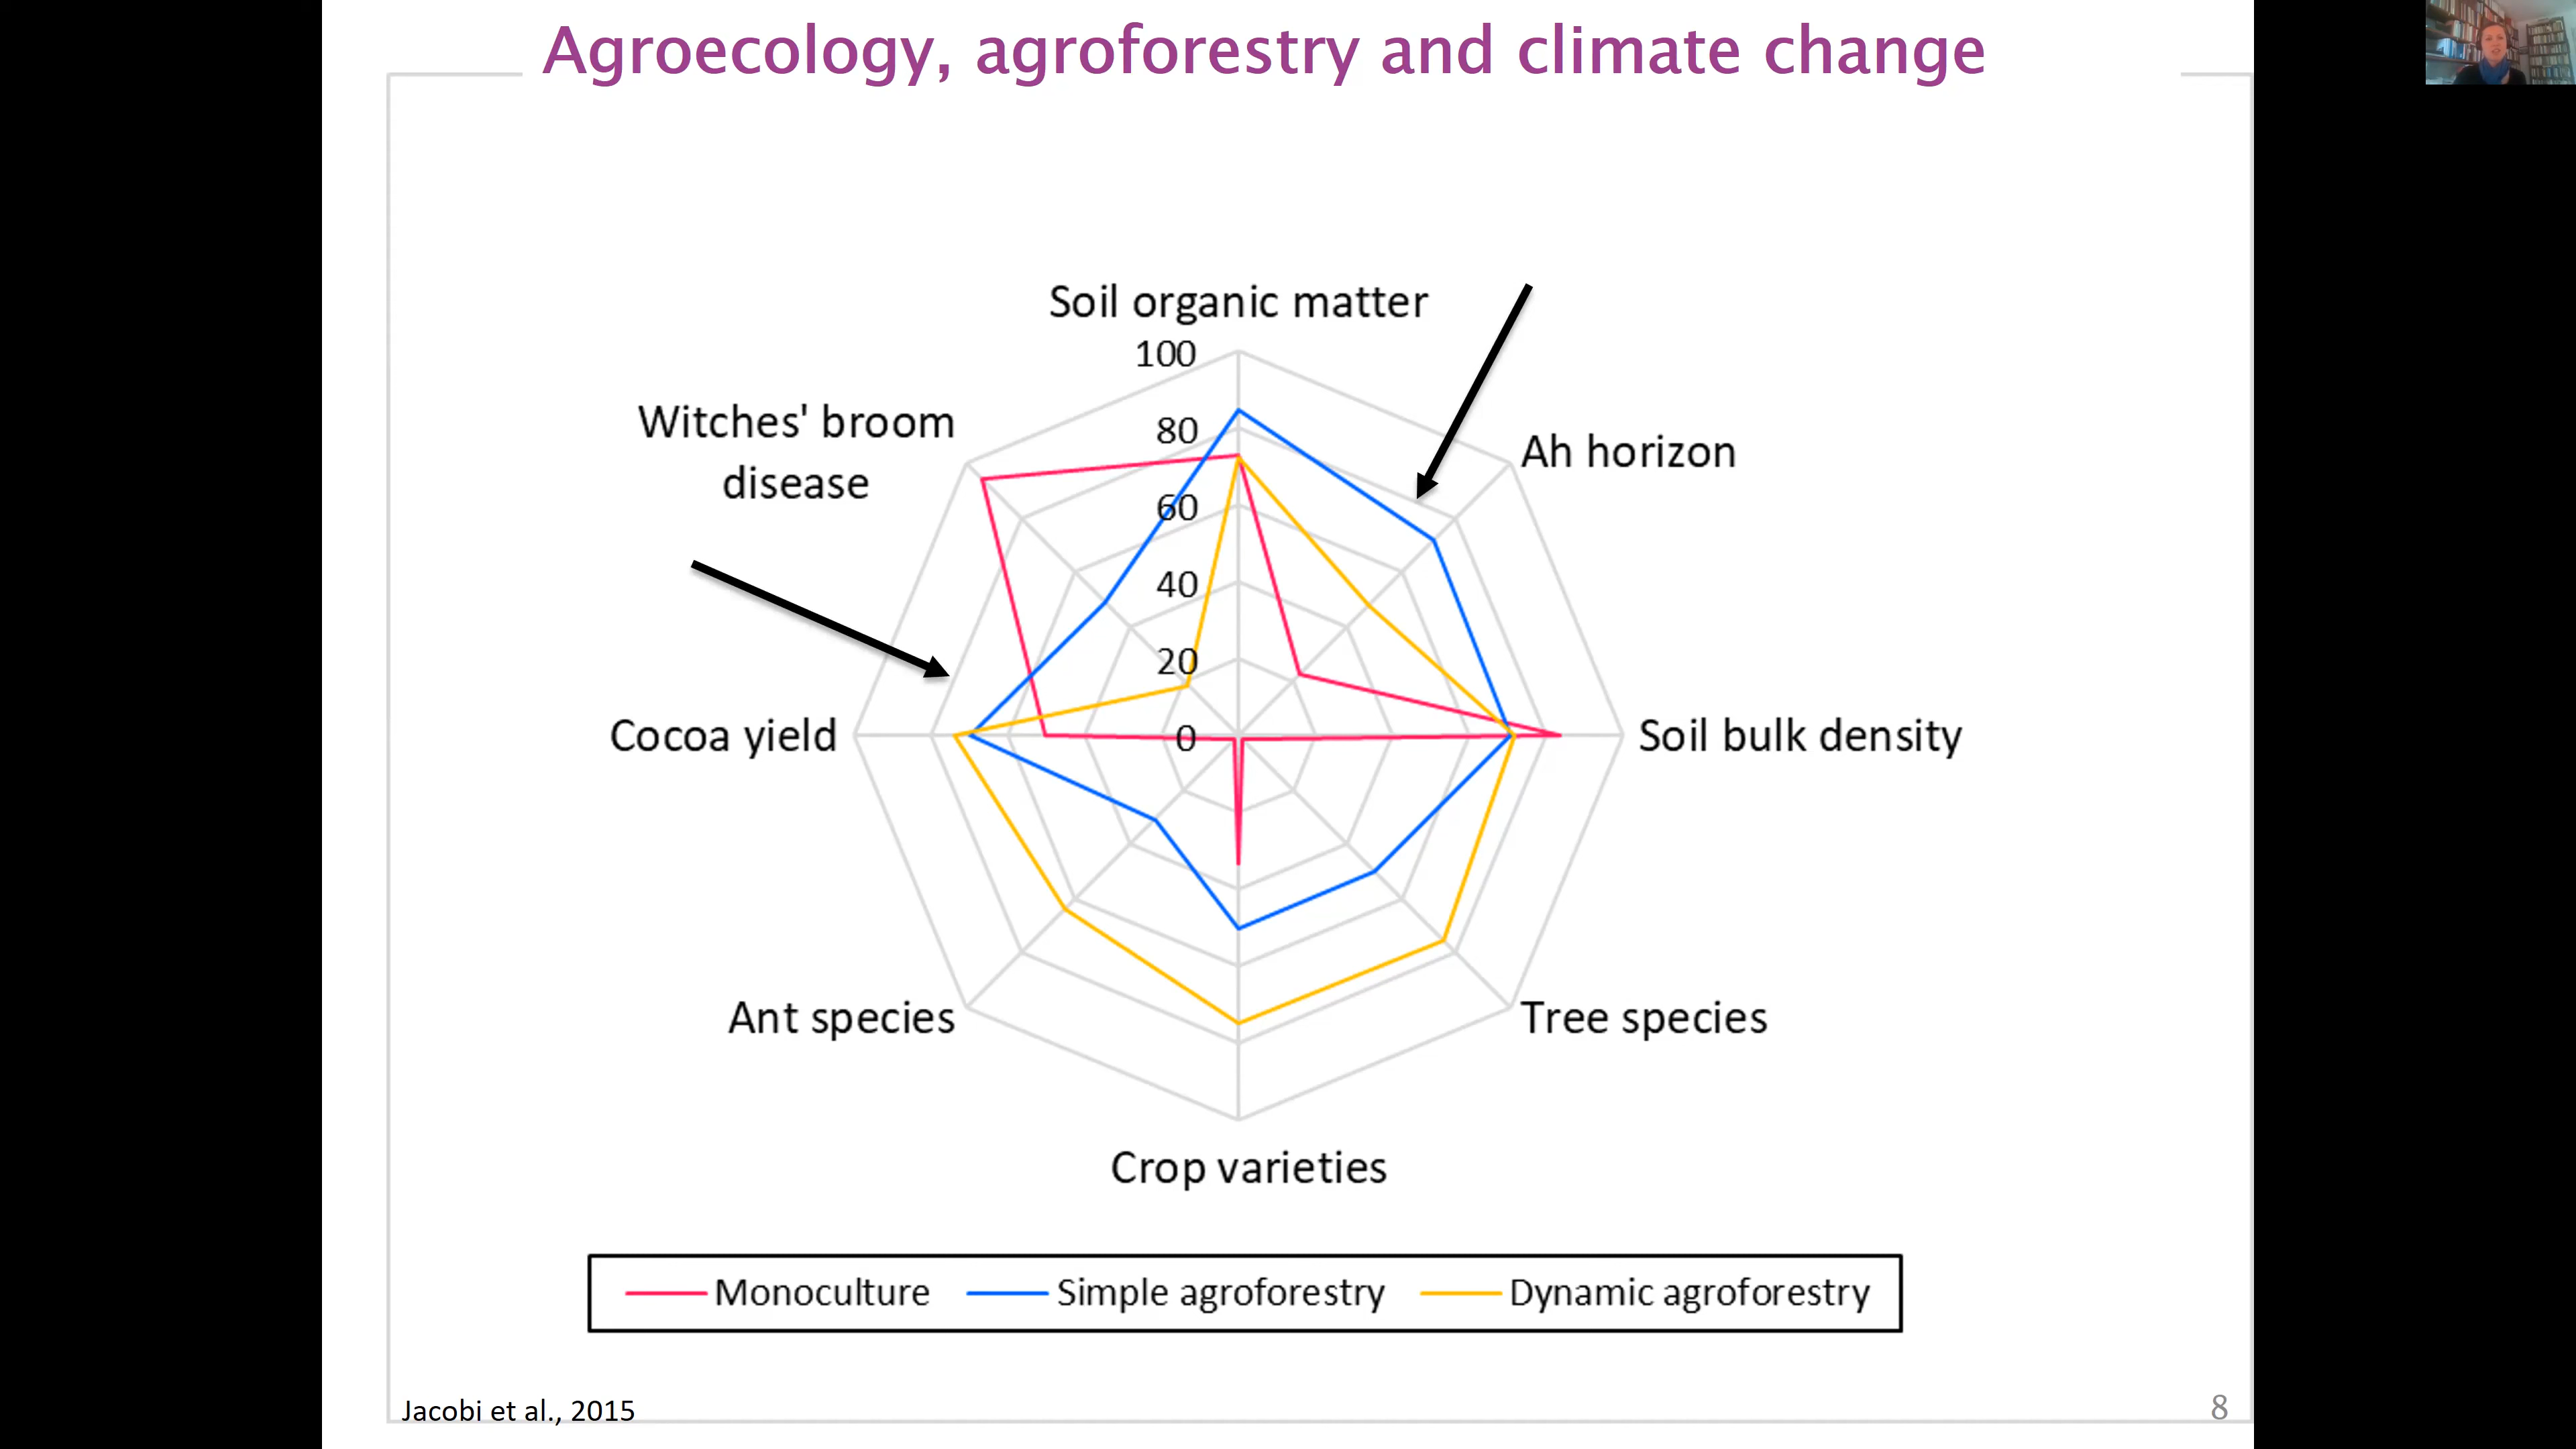 Agroecology, agroforestry and climate change
Soil organic matter
100
80
60
40
20
0
Witches' broom
disease
Ah horizon
Cocoa yield
Soil bulk density
Ant species
Tree species
Crop varieties
Monoculture
Simple agroforestry
Dynamic agroforestry
Jacobi et al., 2015
8